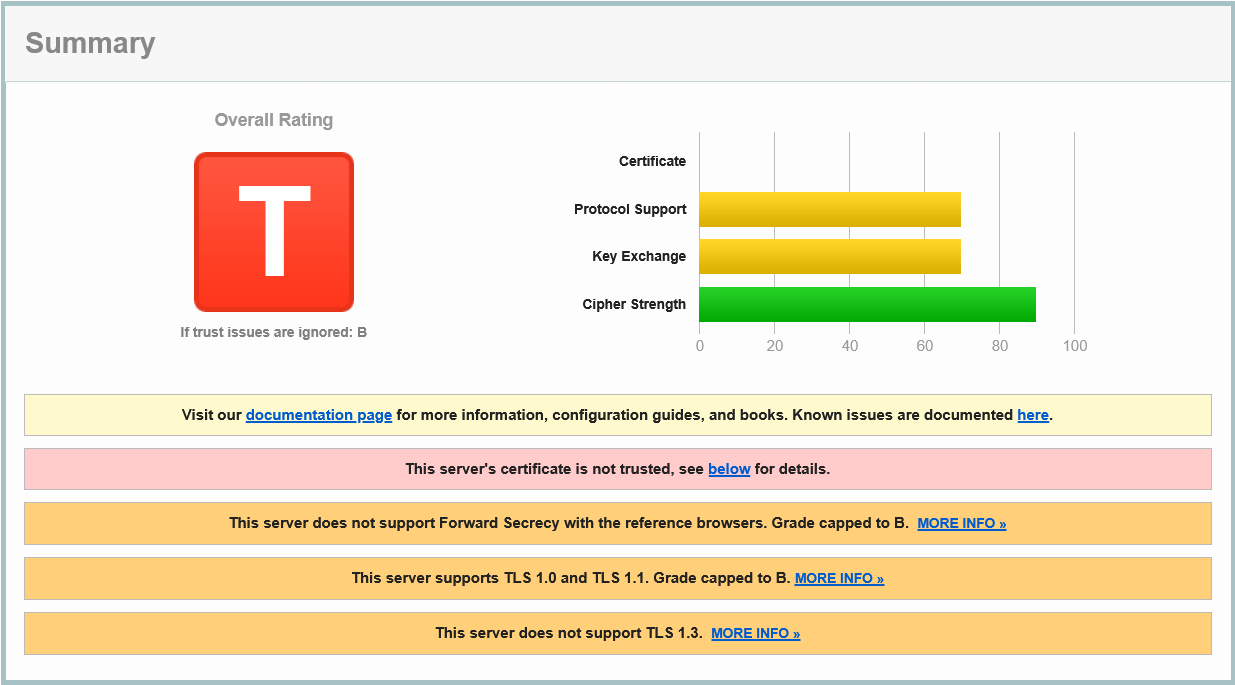 Summary
Overall Rating
T
If trust issues are ignored: B
Certificate
Protocol Support
Key Exchange
Cipher Strength
0 20 40 60 80 100
Visit our documentation page for more information, configuration guides, and books. Known issues are documented here.
This server's certificate is not trusted, see below for details.
This server does not support Forward Secrecy with the reference browsers. Grade capped to B. MORE INFO »
This server supports TLS 1.0 and TLS 1.1. Grade capped to B. MORE INFO »
This server does not support TLS 1.3. MORE INFO »